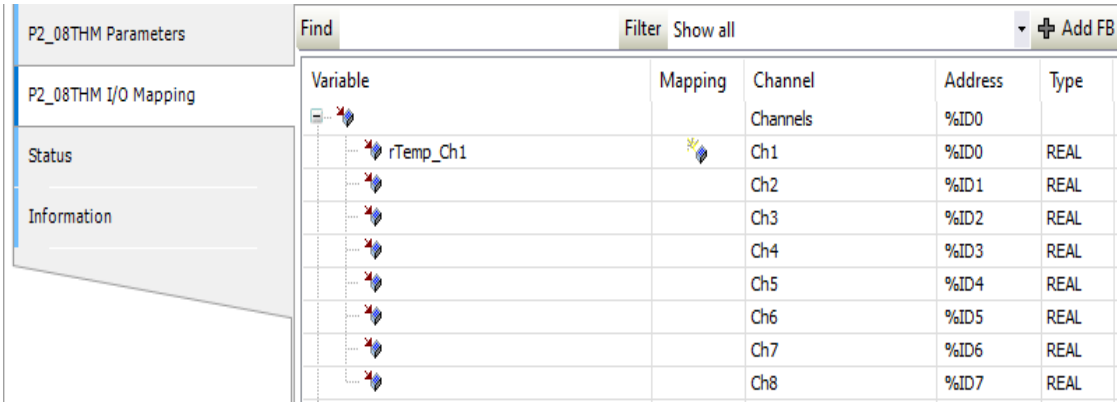 P2_08THM Parameters
P2_08THM I/O Mapping
Status
Information
Find Filter Show all Add FB
Variable Mapping Channel Address Type
Channels %ID0
rTemp_Ch1 Ch1 %ID0 REAL
Ch2 %ID1 REAL
Ch3 %ID2 REAL
Ch4 %ID3 REAL
Ch5 %ID4 REAL
Ch6 %ID5 REAL
Ch7 %ID6 REAL
Ch8 %ID7 REAL